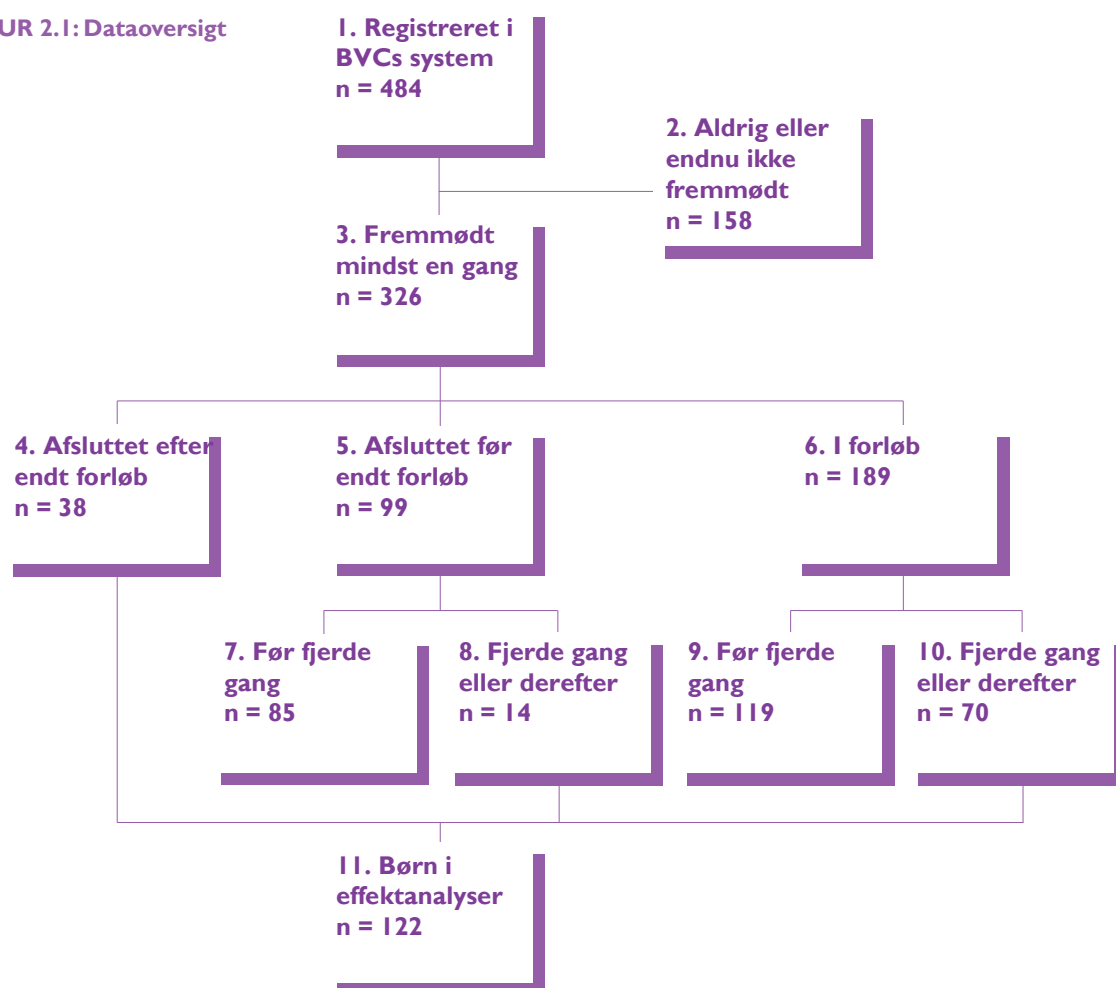 UR 2.1: Dataoversigt
1. Registreret i
BVCs system
n = 484
2. Aldrig eller
endnu ikke
fremmødt
n = 158
3. Fremmødt
mindst en gang
n = 326
4. Afsluttet efter
endt forløb
n = 38
5. Afsluttet før
endt forløb
n = 99
6. I forløb
n = 189
7. Før fjerde
gang
n = 85
8. Fjerde gang
eller derefter
n = 14
9. Før fjerde
gang
n = 119
10. Fjerde gang
eller derefter
n = 70
11. Børn i
effektanalyser
n = 122